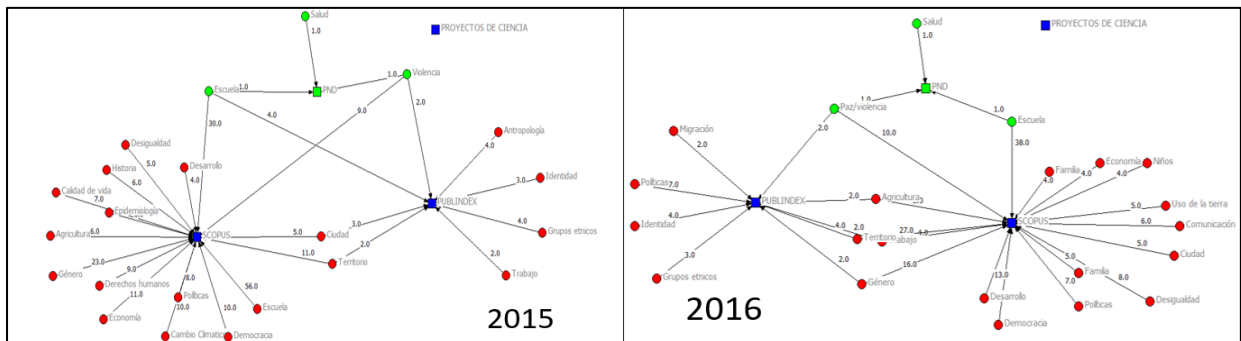 Salud
1.0
PROYECTOS DE CIENCIA
Violencia
1.0
Escuela
1.0
PND
4.0
9.0
2.0
30.0
Antropología
4.0
Desigualdad
5.0
Desarrollo
4.0
Historia
6.0
Identidad
3.0
Calidad de vida
7.0
Epidemiología
PUBLINDEX
Agricultura
6.0
SCOPUS
5.0
Ciudad
3.0
4.0
Grupos etnicos
2.0
11.0
Territorio
Género
23.0
9.0
Derechos humanos
8.0
2.0
Trabajo
11.0
Políticas
56.0
Escuela
Economía
10.0
10.0
Cambio Climatico
Democracia
2015
Salud
1.0
PROYECTOS DE CIENCIA
PND
1.0
Paz/violencia
1.0
Escuela
2.0
10.0
38.0
Migración
2.0
Familia
4.0
Economía
4.0
Niños
4.0
Políticas
7.0
PUBLINDEX
2.0
Agricultura
Identidad
4.0
SCOPUS
5.0
Uso de la tierra
6.0
Comunicación
4.0
2.0
27.0
Territorio
abajo
5.0
Ciudad
Grupos etnicos
3.0
2.0
16.0
Género
5.0
Familia
8.0
13.0
7.0
Desarrollo
Políticas
Desigualdad
Democracia
2016